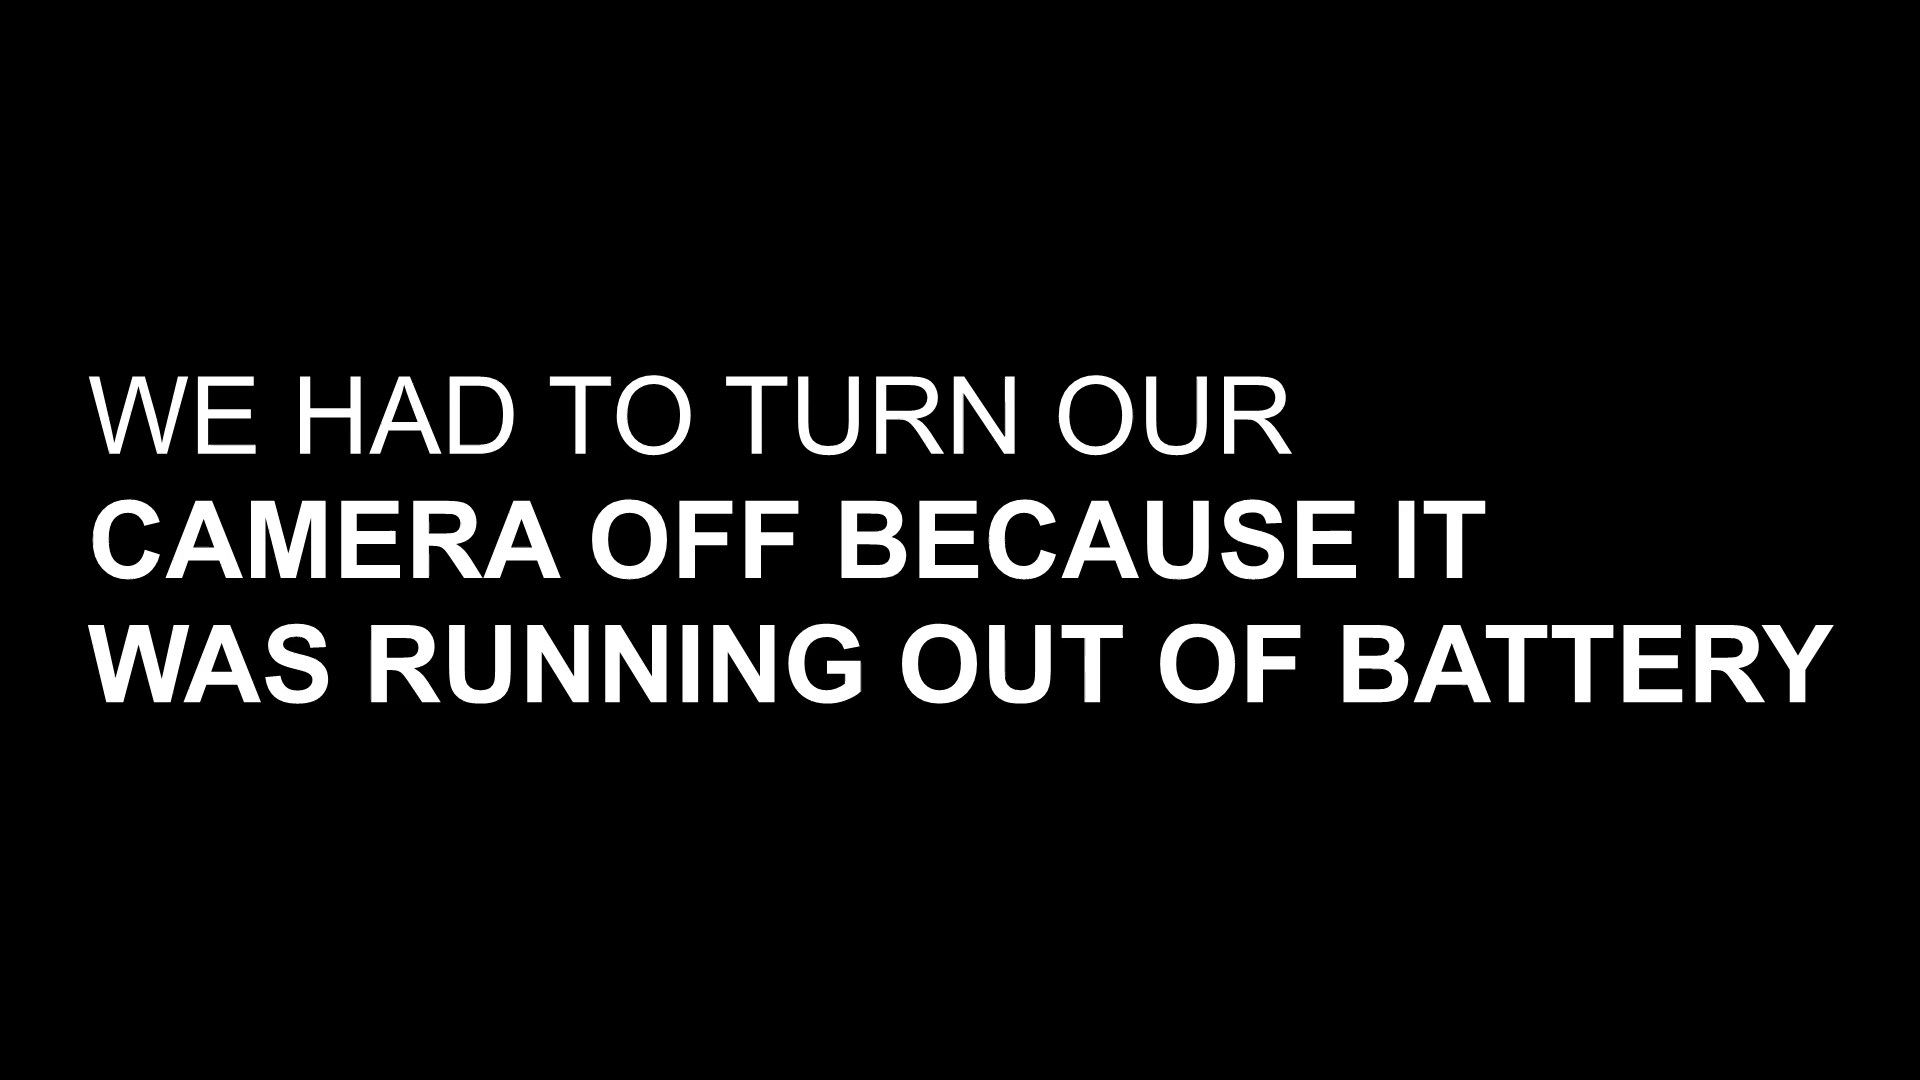 WE HAD TO TURN OUR
CAMERA OFF BECAUSE IT
WAS RUNNING OUT OF BATTERY